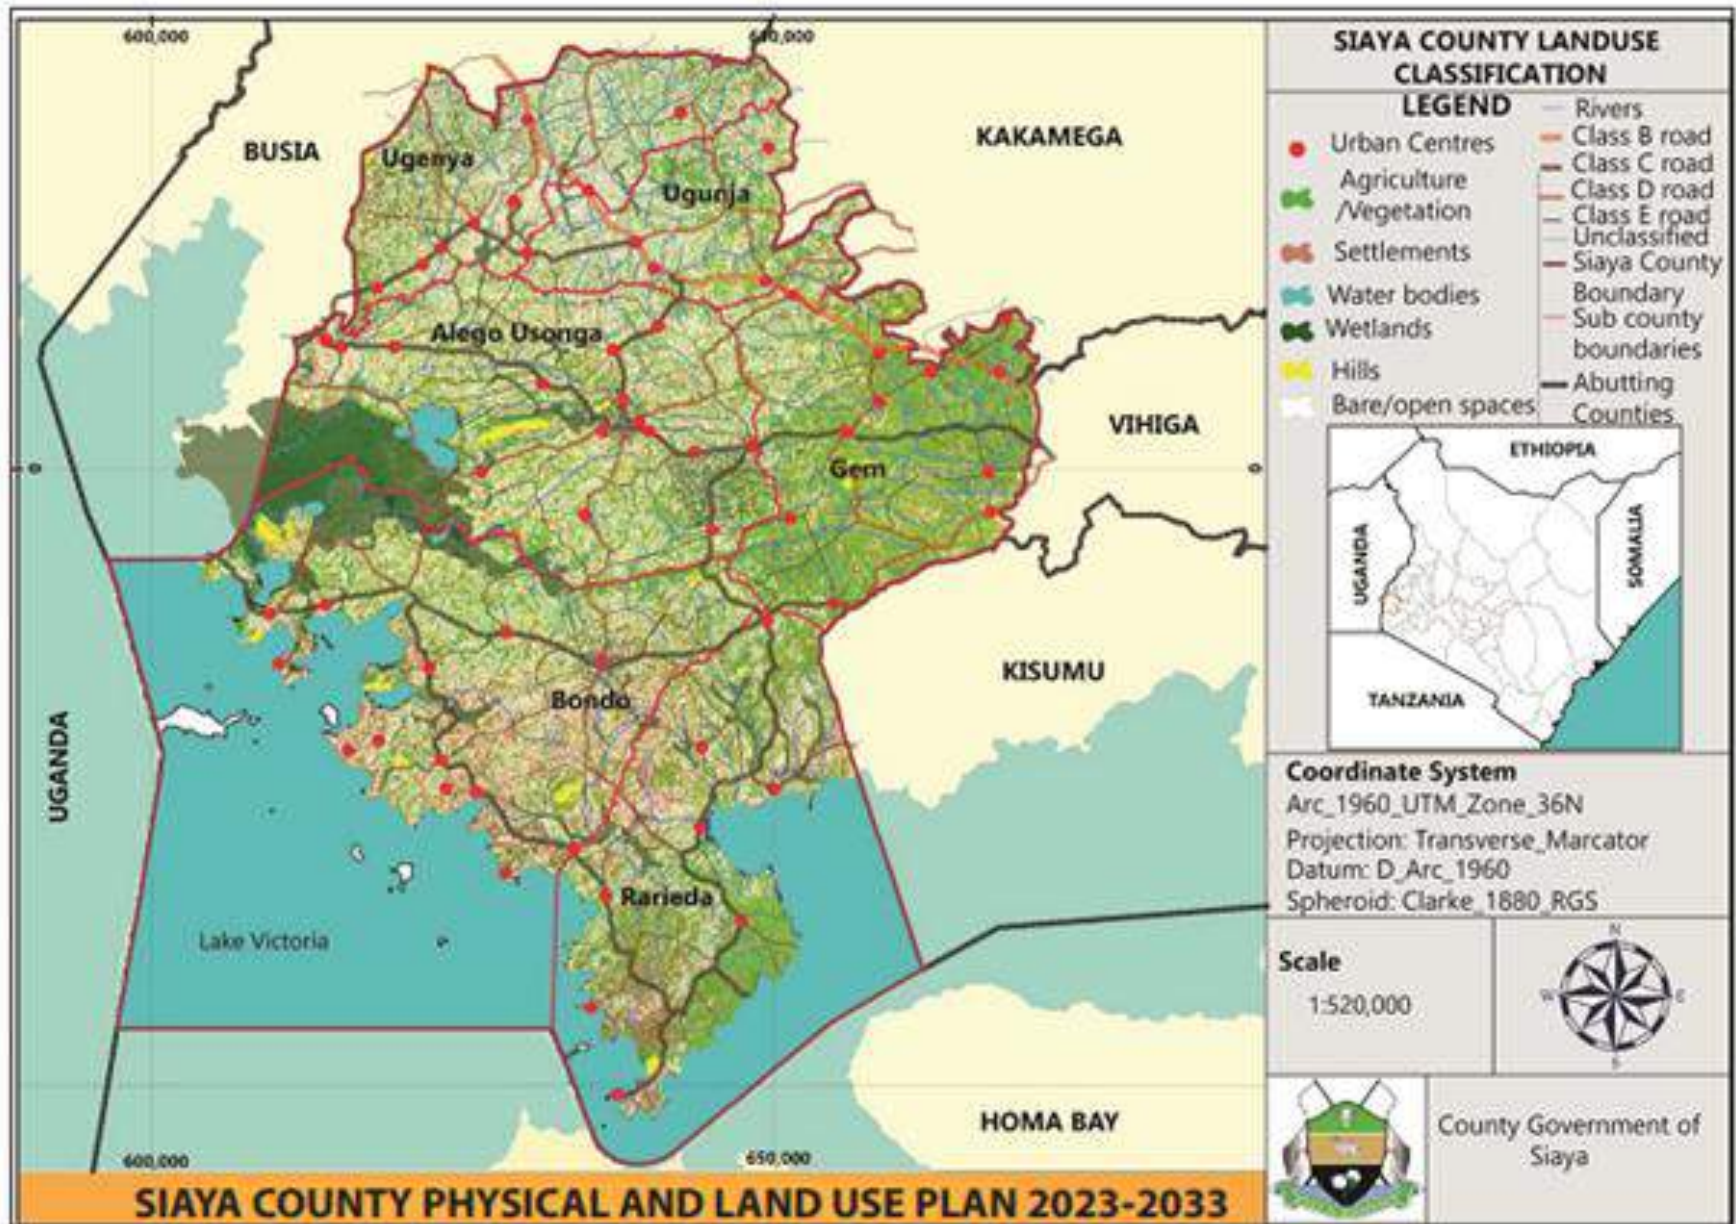 600,000
650,000
BUSIA
KAKAMEGA
Ugenya
Ugunja
Alego Usonga
VIHIGA
Gem
0
0
KISUMU
Bondo
UGANDA
Rarieda
Lake Victoria
HOMA BAY
600,000
650,000
SIAYA COUNTY PHYSICAL AND LAND USE PLAN 2023-2033
SIAYA COUNTY LANDUSE
CLASSIFICATION
LEGEND
Urban Centres
Agriculture
/Vegetation
Settlements
Water bodies
Wetlands
Hills
Bare/open spaces
Rivers
Class B road
Class C road
Class D road
Class E road
Unclassified
Siaya County
Boundary
Sub county
boundaries
Abutting
Counties
ETHIOPIA
UGANDA
SOMALIA
TANZANIA
Coordinate System
Arc_1960_UTM_Zone_36N
Projection: Transverse_Marcator
Datum: D_Arc_1960
Spheroid: Clarke_1880_RGS
Scale
1:520,000
N
W
E
S
County Government of
Siaya